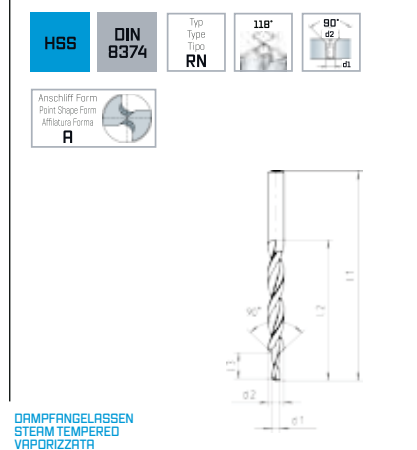 HSS
DIN
8374
Typ
Type
Tipo
RN
118°
90°
d2
d1
Anschliff Form
Point Shape Form
Affilatura Forma
A
90°
l1
l2
l3
d2
d1
DAMPFANGELASSEN
STEAM TEMPERED
VAPORIZZATA